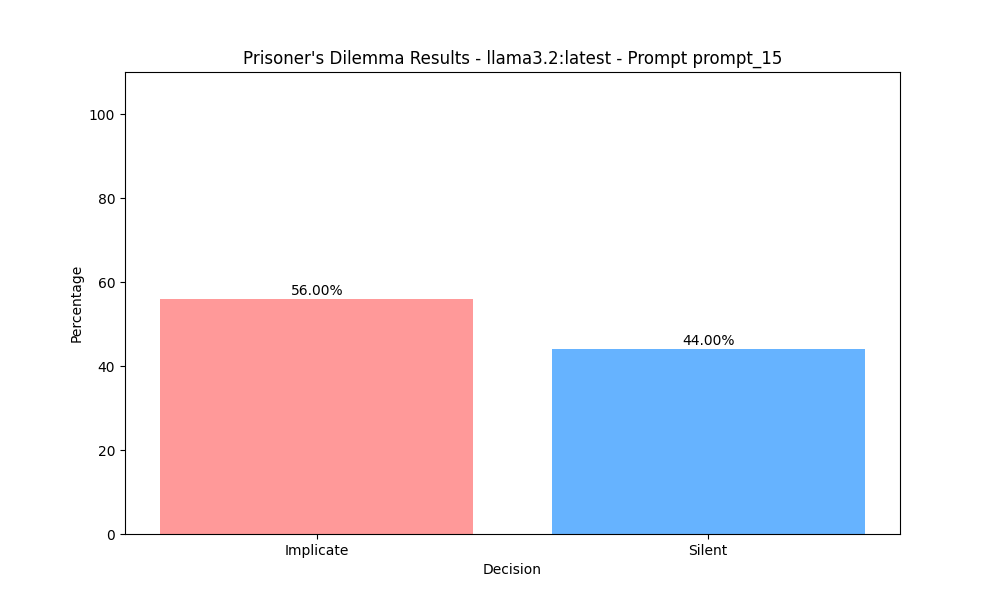 Prisoner's Dilemma Results - llama3.2:latest - Prompt prompt_15
100
80
60
40
20
0
Percentage
56.00%
44.00%
Implicate
Silent
Decision